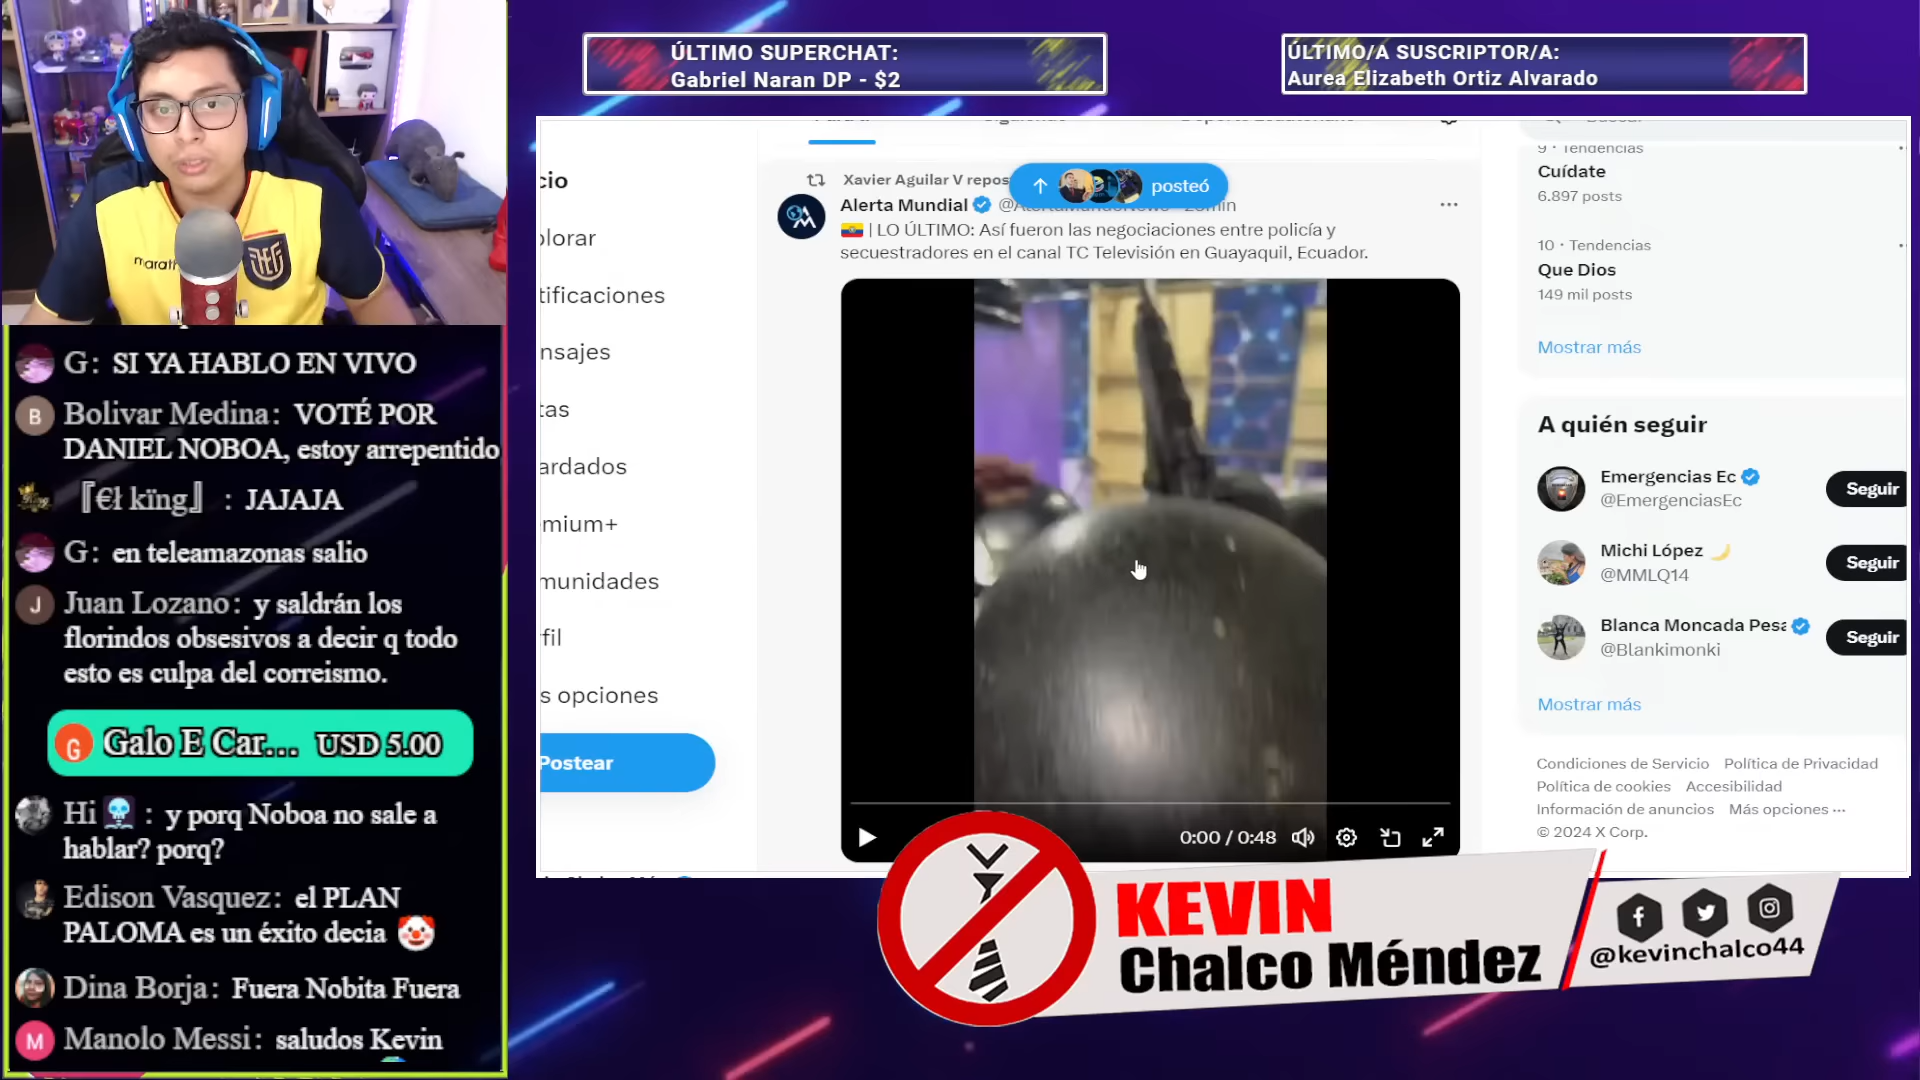 ÚLTIMO SUPERCHAT:
Gabriel Naran DP - $2
ÚLTIMO/A SUSCRIPTOR/A:
Aurea Elizabeth Ortiz Alvarado
marat
FEF
G: SI YA HABLO EN VIVO
B
Bolivar Medina: VOTÉ POR
DANIEL NOBOA, estoy arrepentido
『€ł kïng』 : JAJAJA
G: en teleamazonas salio
J
Juan Lozano: y saldrán los
florindos obsesivos a decir q todo
esto es culpa del correismo.
G
Galo E Car... USD 5.00
Hi 💀 : y porq Noboa no sale a
hablar? porq?
Edison Vasquez: el PLAN
PALOMA es un éxito decia 🤡
Dina Borja: Fuera Nobita Fuera
M
Manolo Messi: saludos Kevin
cio
plorar
tificaciones
nsajes
tas
ardados
mium+
munidades
fil
s opciones
Postear
Xavier Aguilar V repos
posteó
Alerta Mundial
🇪🇨 | LO ÚLTIMO: Así fueron las negociaciones entre policía y
secuestradores en el canal TC Televisión en Guayaquil, Ecuador.
0:00 / 0:48
9 · Tendencias
Cuídate
6.897 posts
10 · Tendencias
Que Dios
149 mil posts
Mostrar más
A quién seguir
Emergencias Ec
@EmergenciasEc
Seguir
Michi López 🌙
@MMLQ14
Seguir
Blanca Moncada Pesa
@Blankimonki
Seguir
Mostrar más
Condiciones de Servicio Política de Privacidad
Política de cookies Accesibilidad
Información de anuncios Más opciones ···
© 2024 X Corp.
KEVIN
Chalco Méndez
@kevinchalco44